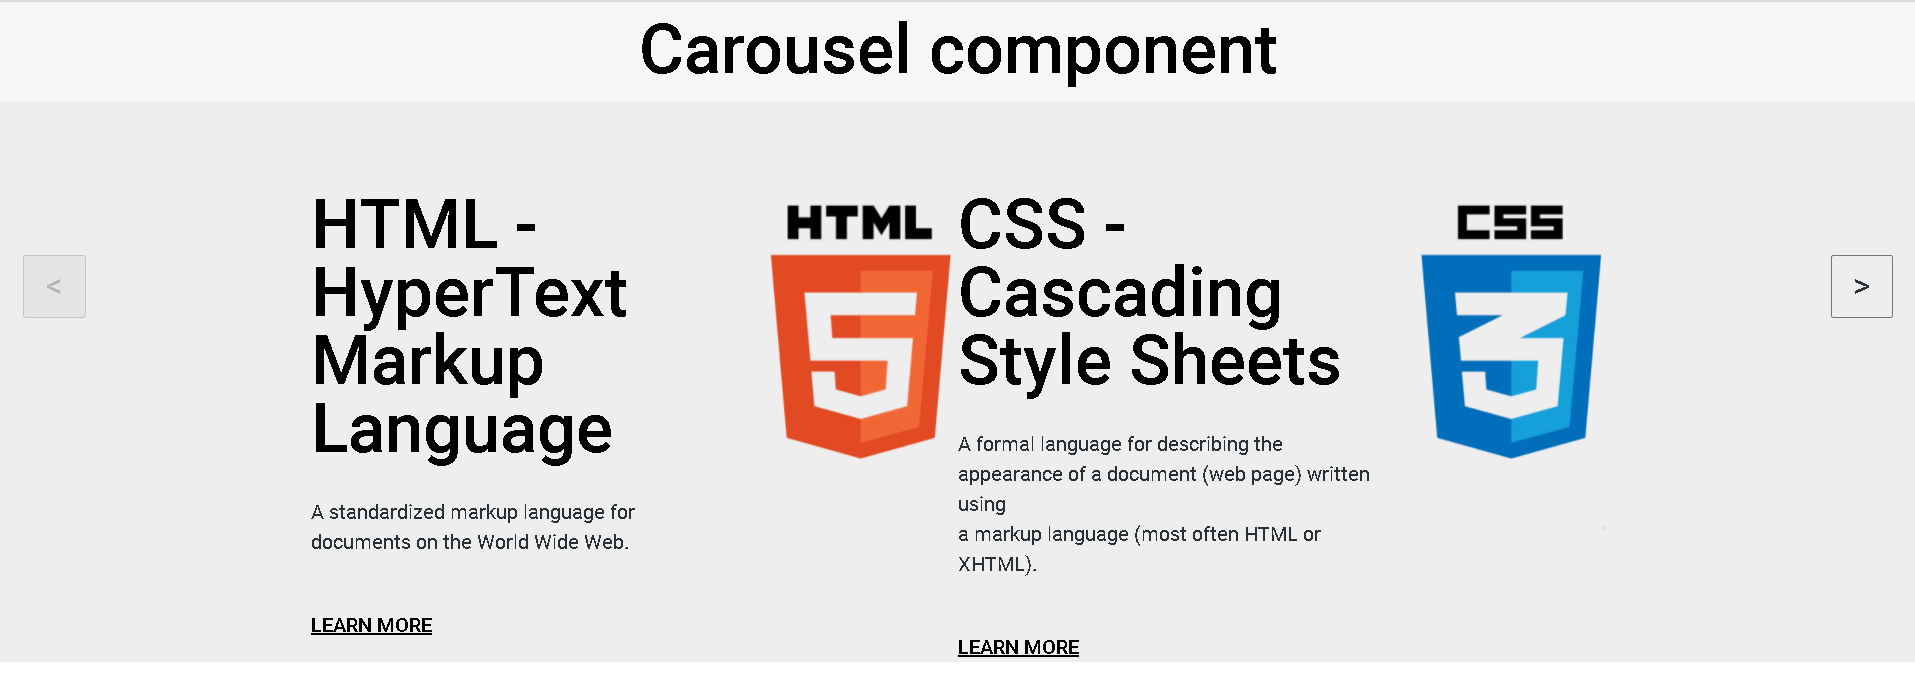 Carousel component
<
HTML -
HyperText
Markup
Language
A standardized markup language for
documents on the World Wide Web.
LEARN MORE
HTML
5
CSS -
Cascading
Style Sheets
A formal language for describing the
appearance of a document (web page) written
using
a markup language (most often HTML or
XHTML).
LEARN MORE
CSS
3
>